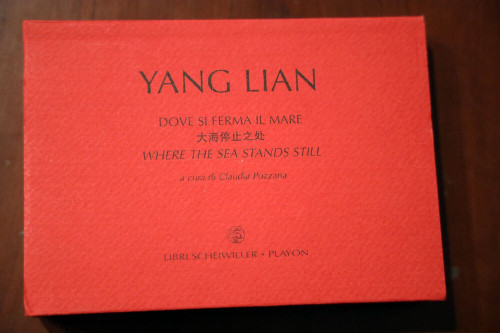 YANG LIAN
DOVE SI FERMA IL MARE
大海停止之处
WHERE THE SEA STANDS STILL
a cura di Claudia Pozzana
LIBRI SCHEIWILLER • PLAYON